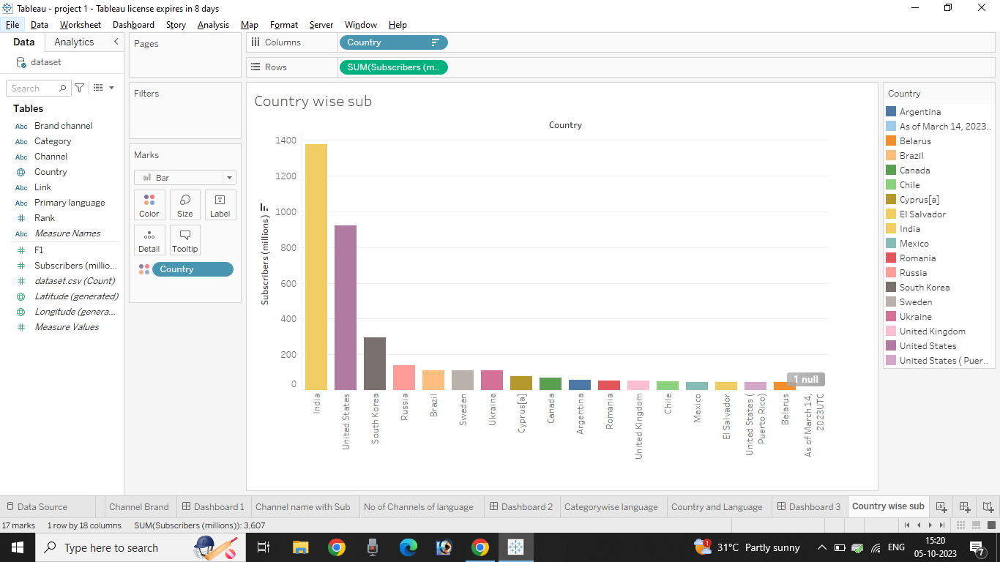 Tableau - project 1 - Tableau license expires in 8 days
File Data Worksheet Dashboard Story Analysis Map Format Server Window Help
Data Analytics
dataset
Search
Tables
Abc Brand channel
Abc Category
Abc Channel
Country
Abc Link
Abc Primary language
# Rank
Abc Measure Names
# F1
# Subscribers (millio...
# dataset.csv (Count)
Latitude (generated)
Longitude (genera...
# Measure Values
Pages
Filters
Marks
Bar
Color Size Label
Detail Tooltip
Country
Columns Country
Rows SUM(Subscribers (m..
Country wise sub
Country
Subscribers (millions)
1400
1200
1000
800
600
400
200
0
1 null
India
United States
South Korea
Russia
Brazil
Sweden
Ukraine
Cyprus[a]
Canada
Argentina
Romania
United Kingdom
Chile
Mexico
El Salvador
United States (
Puerto Rico)
Belarus
As of March 14,
2023UTC
Country
Argentina
As of March 14, 2023..
Belarus
Brazil
Canada
Chile
Cyprus[a]
El Salvador
India
Mexico
Romania
Russia
South Korea
Sweden
Ukraine
United Kingdom
United States
United States ( Puer..
Data Source Channel Brand Dashboard 1 Channel name with Sub No of Channels of language Dashboard 2 Categorywise language Country and Language Dashboard 3 Country wise sub
17 marks 1 row by 18 columns SUM(Subscribers (millions)): 3,607
Type here to search
1
31°C Partly sunny
ENG
15:20
05-10-2023
7